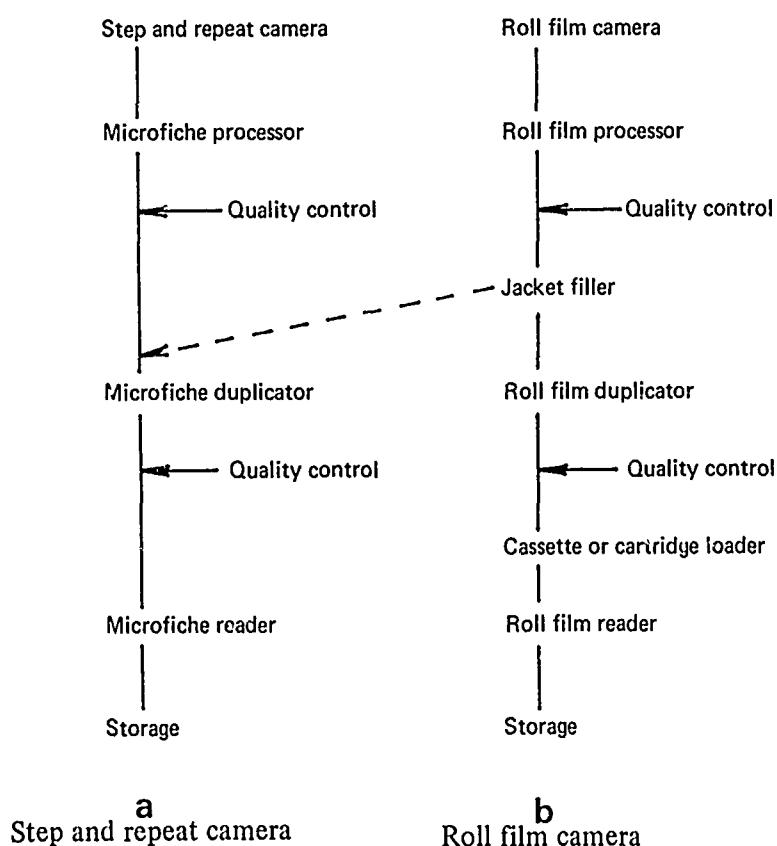 Step and repeat camera
Microfiche processor
Quality control
Microfiche duplicator
Quality control
Microfiche reader
Storage
a
Step and repeat camera
Roll film camera
Roll film processor
Quality control
Jacket filler
Roll film duplicator
Quality control
Cassette or cartridge loader
Roll film reader
Storage
b
Roll film camera